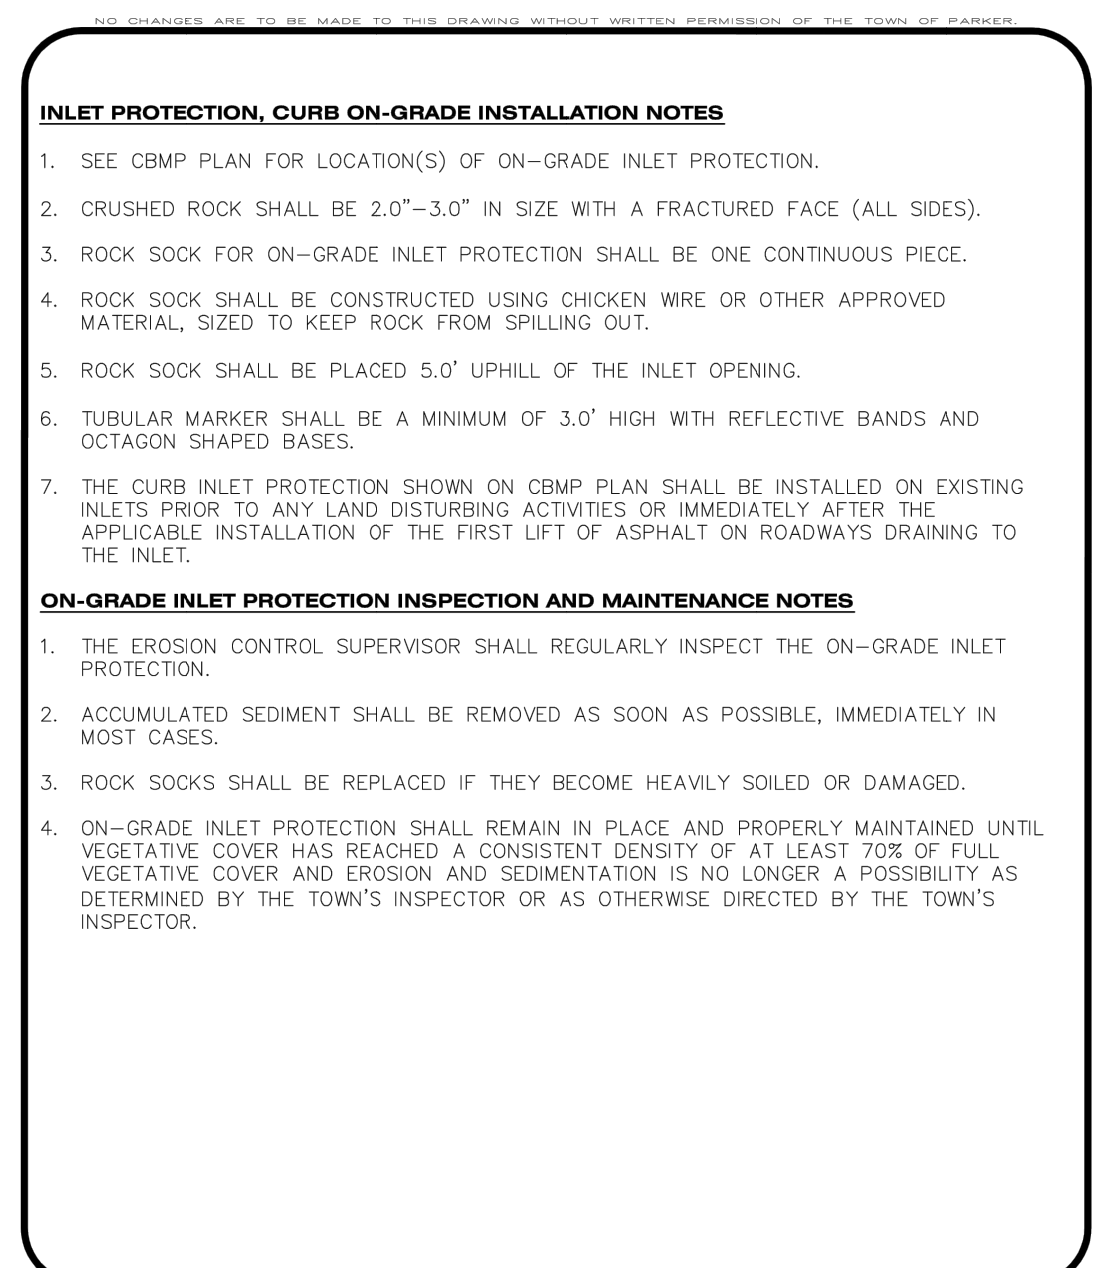 NO CHANGES ARE TO BE MADE TO THIS DRAWING WITHOUT WRITTEN PERMISSION OF THE TOWN OF PARKER.
INLET PROTECTION, CURB ON-GRADE INSTALLATION NOTES
1. SEE CBMP PLAN FOR LOCATION(S) OF ON–GRADE INLET PROTECTION.
2. CRUSHED ROCK SHALL BE 2.0”–3.0” IN SIZE WITH A FRACTURED FACE (ALL SIDES).
3. ROCK SOCK FOR ON–GRADE INLET PROTECTION SHALL BE ONE CONTINUOUS PIECE.
4. ROCK SOCK SHALL BE CONSTRUCTED USING CHICKEN WIRE OR OTHER APPROVED
MATERIAL, SIZED TO KEEP ROCK FROM SPILLING OUT.
5. ROCK SOCK SHALL BE PLACED 5.0’ UPHILL OF THE INLET OPENING.
6. TUBULAR MARKER SHALL BE A MINIMUM OF 3.0’ HIGH WITH REFLECTIVE BANDS AND
OCTAGON SHAPED BASES.
7. THE CURB INLET PROTECTION SHOWN ON CBMP PLAN SHALL BE INSTALLED ON EXISTING
INLETS PRIOR TO ANY LAND DISTURBING ACTIVITIES OR IMMEDIATELY AFTER THE
APPLICABLE INSTALLATION OF THE FIRST LIFT OF ASPHALT ON ROADWAYS DRAINING TO
THE INLET.
ON-GRADE INLET PROTECTION INSPECTION AND MAINTENANCE NOTES
1. THE EROSION CONTROL SUPERVISOR SHALL REGULARLY INSPECT THE ON–GRADE INLET
PROTECTION.
2. ACCUMULATED SEDIMENT SHALL BE REMOVED AS SOON AS POSSIBLE, IMMEDIATELY IN
MOST CASES.
3. ROCK SOCKS SHALL BE REPLACED IF THEY BECOME HEAVILY SOILED OR DAMAGED.
4. ON–GRADE INLET PROTECTION SHALL REMAIN IN PLACE AND PROPERLY MAINTAINED UNTIL
VEGETATIVE COVER HAS REACHED A CONSISTENT DENSITY OF AT LEAST 70% OF FULL
VEGETATIVE COVER AND EROSION AND SEDIMENTATION IS NO LONGER A POSSIBILITY AS
DETERMINED BY THE TOWN’S INSPECTOR OR AS OTHERWISE DIRECTED BY THE TOWN’S
INSPECTOR.